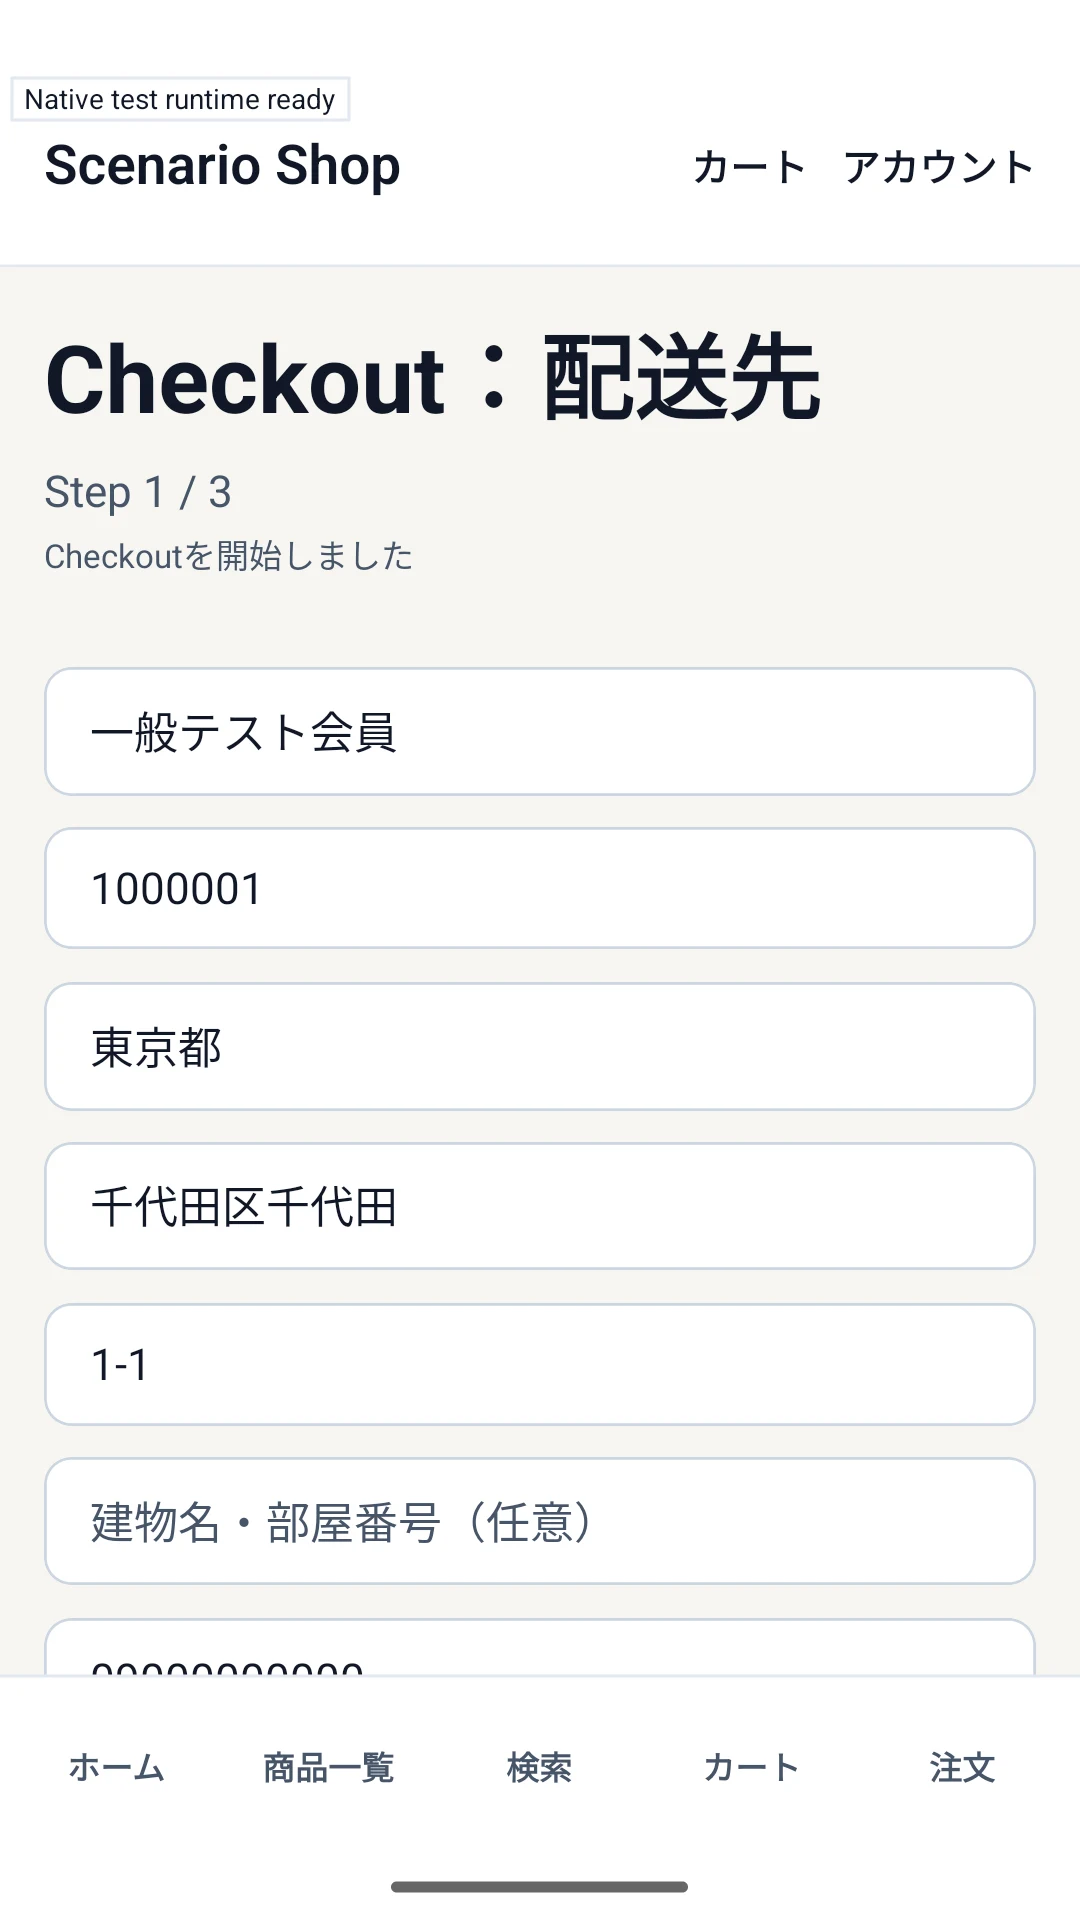 Native test runtime ready
Scenario Shop
カート アカウント
Checkout：配送先
Step 1 / 3
Checkoutを開始しました
一般テスト会員
1000001
東京都
千代田区千代田
1-1
建物名・部屋番号（任意）
ホーム 商品一覧 検索 カート 注文